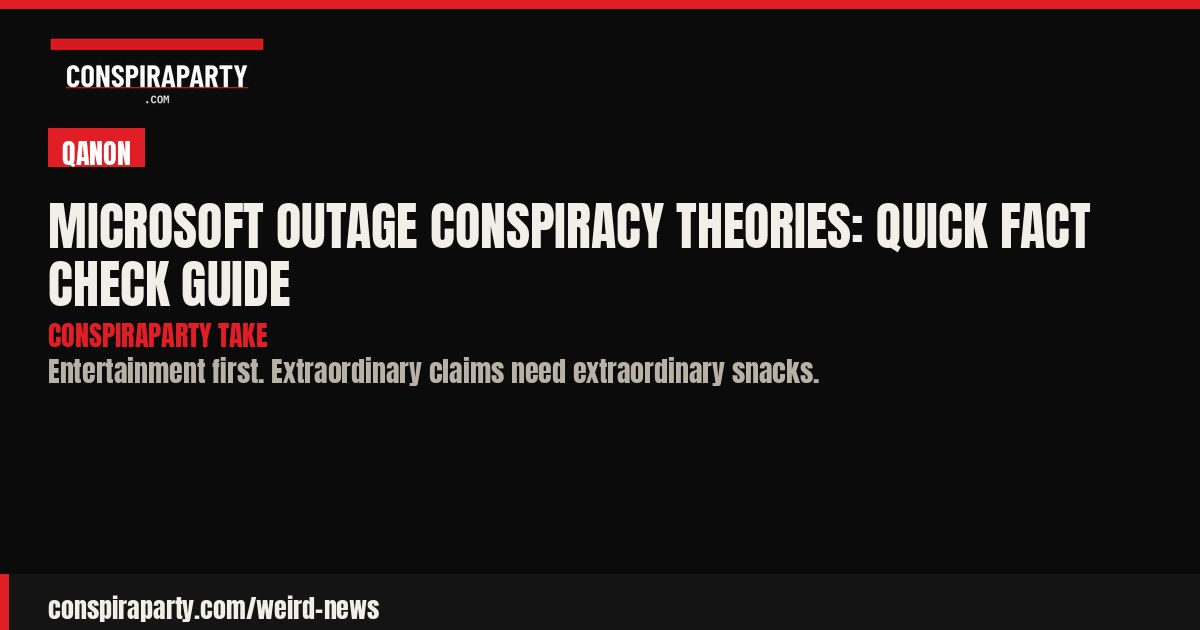 CONSPIRAPARTY
.COM
QANON
MICROSOFT OUTAGE CONSPIRACY THEORIES: QUICK FACT
CHECK GUIDE
CONSPIRAPARTY TAKE
Entertainment first. Extraordinary claims need extraordinary snacks.
conspiraparty.com/weird-news